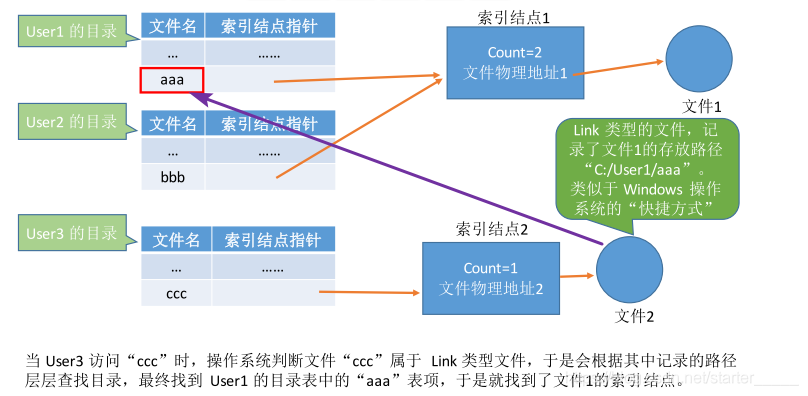 User1 的目录
文件名 索引结点指针
... ......
aaa
User2 的目录
文件名 索引结点指针
... ......
bbb
User3 的目录
文件名 索引结点指针
... ......
ccc
索引结点1
Count=2
文件物理地址1
文件1
Link 类型的文件，记
录了文件1的存放路径
“C:/User1/aaa”。
类似于 Windows 操作
系统的“快捷方式”
索引结点2
Count=1
文件物理地址2
文件2
当 User3 访问“ccc”时，操作系统判断文件“ccc”属于 Link 类型文件，于是会根据其中记录的路径
层层查找目录，最终找到 User1 的目录表中的“aaa”表项，于是就找到了文件1的索引结点。
net/starter